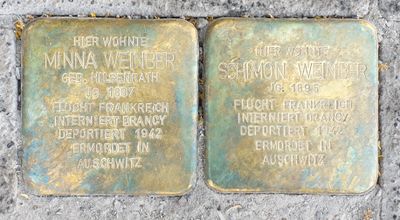 HIER WOHNTE
MINNA WEINBER
GEB. HILSENRATH
JG. 1897
FLUCHT FRANKREICH
INTERNIERT DRANCY
DEPORTIERT 1942
ERMORDET IN
AUSCHWITZ
HIER WOHNTE
SCHIMON WEINBER
JG. 1895
FLUCHT FRANKREICH
INTERNIERT DRANCY
DEPORTIERT 1942
ERMORDET IN
AUSCHWITZ